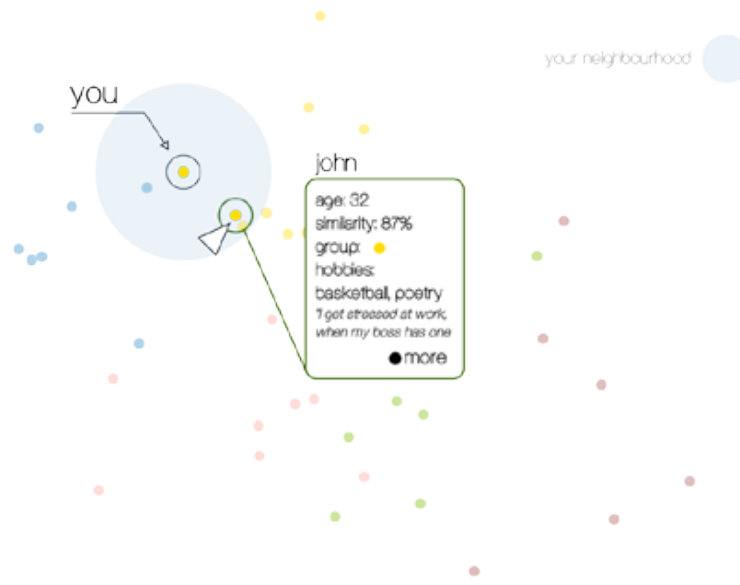 your neighbourhood
you
john
age: 32
similarity: 87%
group:
hobbies:
basketball, poetry
"I get stressed at work,
when my boss has one
more